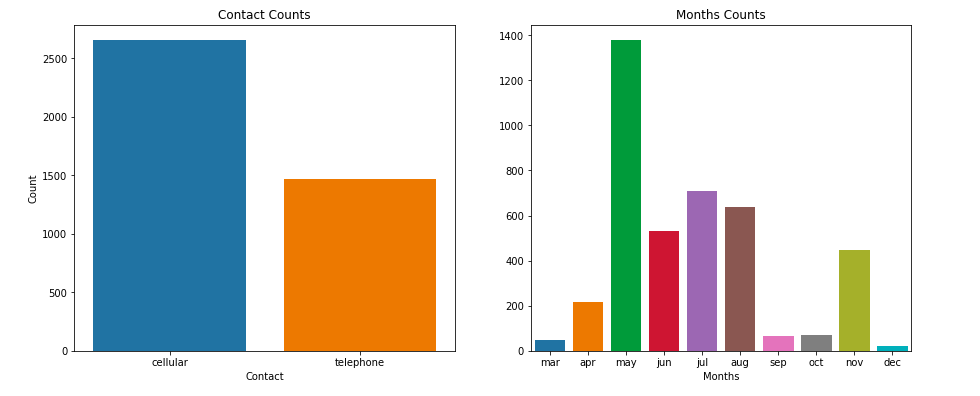 Contact Counts
2500
2000
1500
1000
500
0
Count
cellular telephone
Contact
Months Counts
1400
1200
1000
800
600
400
200
0
mar apr may jun jul aug sep oct nov dec
Months